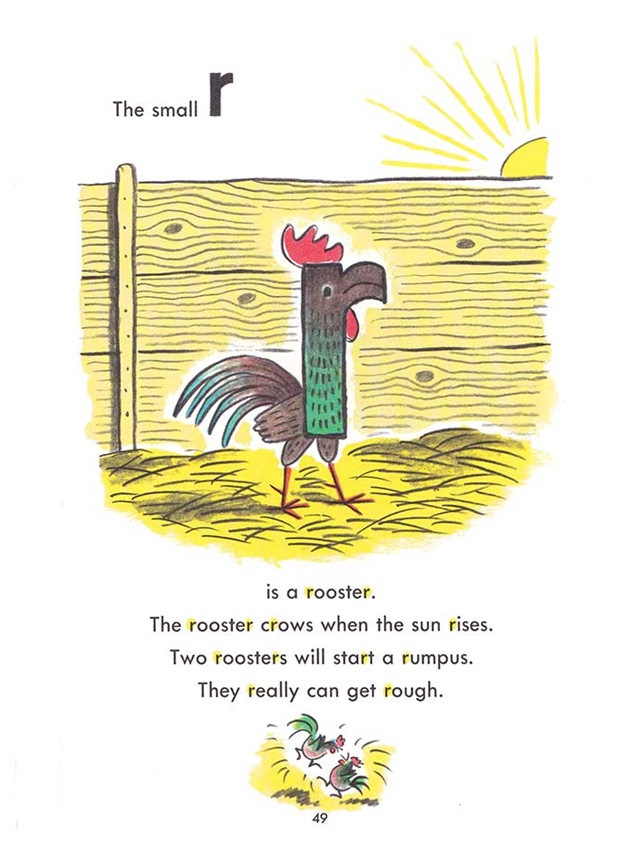 The small r
is a rooster.
The rooster crows when the sun rises.
Two roosters will start a rumpus.
They really can get rough.
49